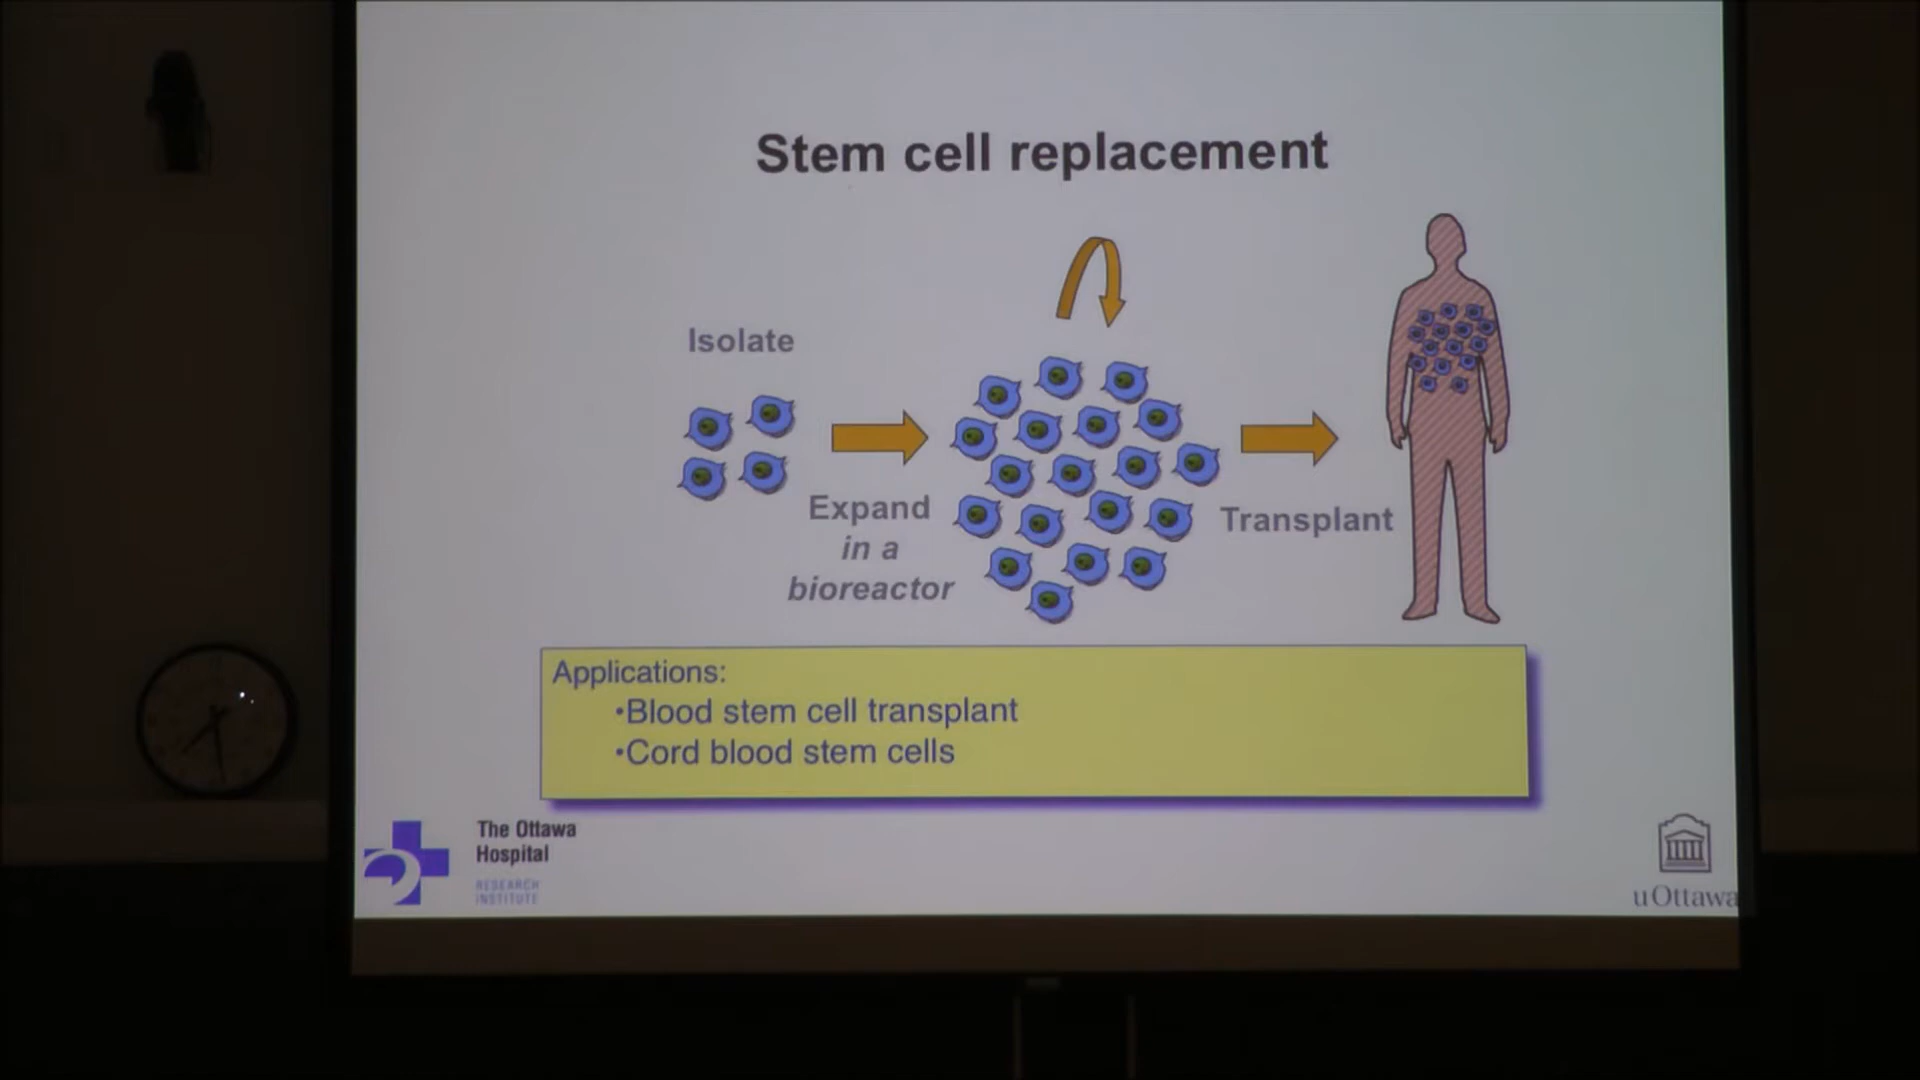 Stem cell replacement
Isolate
Expand
in a
bioreactor
Transplant
Applications:
•Blood stem cell transplant
•Cord blood stem cells
The Ottawa
Hospital
RESEARCH
INSTITUTE
uOttawa